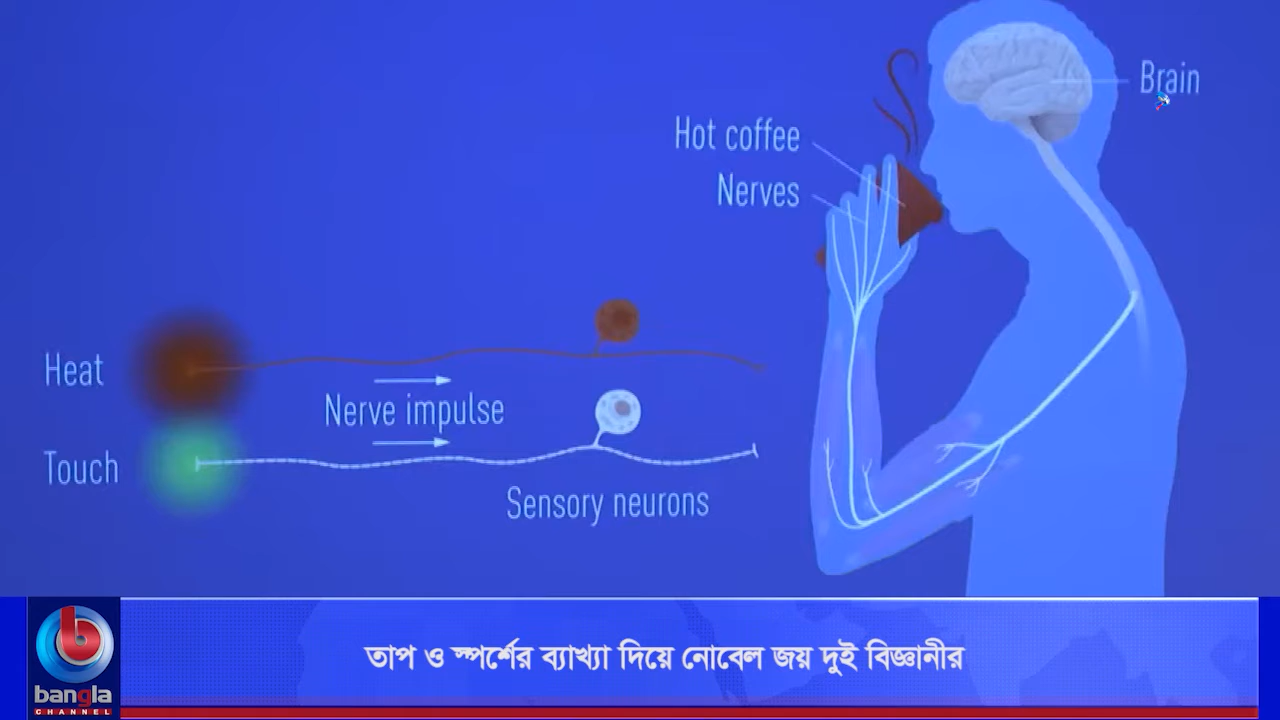 Brain
Hot coffee
Nerves
Heat
Nerve impulse
Touch
Sensory neurons
তাপ ও স্পর্শের ব্যাখ্যা দিয়ে নোবেল জয় দুই বিজ্ঞানীর
b
bangla
CHANNEL